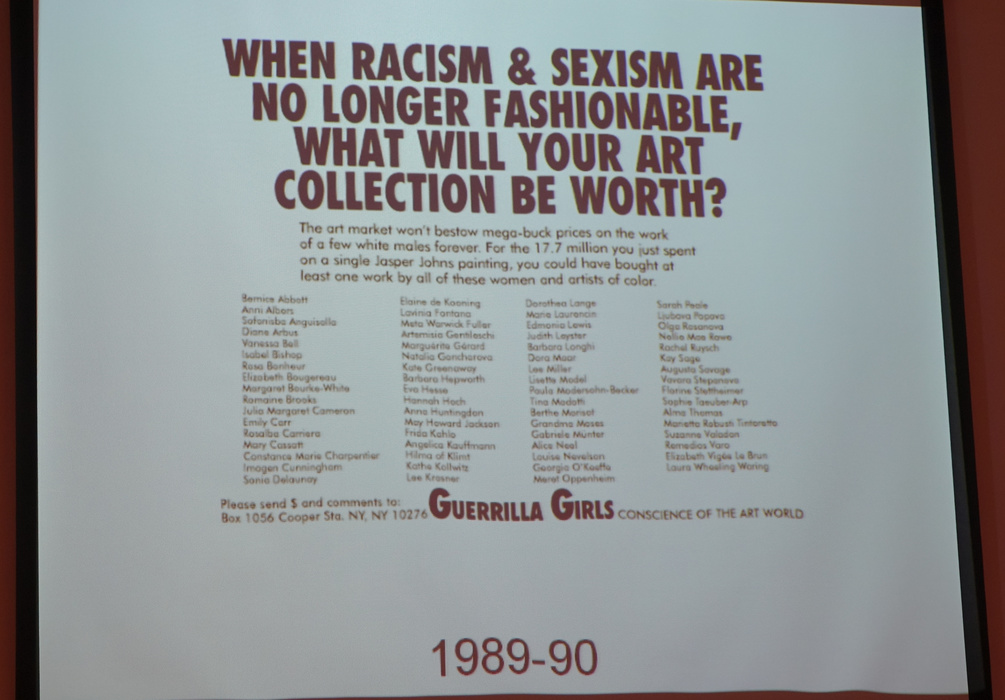 WHEN RACISM & SEXISM ARE
NO LONGER FASHIONABLE,
WHAT WILL YOUR ART
COLLECTION BE WORTH?
The art market won't bestow mega-buck prices on the work
of a few white males forever. For the 17.7 million you just spent
on a single Jasper Johns painting, you could have bought at
least one work by all of these women and artists of color.
Bernice Abbott
Anni Albers
Sofonisba Anguisolla
Diane Arbus
Vanessa Bell
Isabel Bishop
Rosa Bonheur
Elizabeth Bougereau
Margaret Bourke-White
Romaine Brooks
Julia Margaret Cameron
Emily Carr
Rosalba Carriera
Mary Cassatt
Constance Marie Charpentier
Imogen Cunningham
Sonia Delaunay
Elaine de Kooning
Lavinia Fontana
Meta Warwick Fuller
Artemisia Gentileschi
Marguérite Gérard
Natalia Goncharova
Kate Greenaway
Barbara Hepworth
Eva Hesse
Hannah Hoch
Anna Huntingdon
May Howard Jackson
Frida Kahlo
Angelica Kauffmann
Hilma af Klimt
Kathe Kollwitz
Lee Krasner
Dorothea Lange
Marie Laurencin
Edmonia Lewis
Judith Leyster
Barbara Longhi
Dora Maar
Lee Miller
Lisette Model
Paula Modersohn-Becker
Tina Modotti
Berthe Morisot
Grandma Moses
Gabriele Münter
Alice Neel
Louise Nevelson
Georgia O'Keeffe
Meret Oppenheim
Sarah Peale
Ljubova Popova
Olga Rosanova
Nellie Mae Rowe
Rachel Ruysch
Kay Sage
Augusta Savage
Vavara Stepanova
Florine Stettheimer
Sophie Taeuber-Arp
Alma Thomas
Marietta Robusti Tintoretto
Suzanne Valadon
Remedios Varo
Elizabeth Vigée Le Brun
Laura Wheeling Waring
Please send $ and comments to:
Box 1056 Cooper Sta. NY, NY 10276 GUERRILLA GIRLS CONSCIENCE OF THE ART WORLD
1989-90